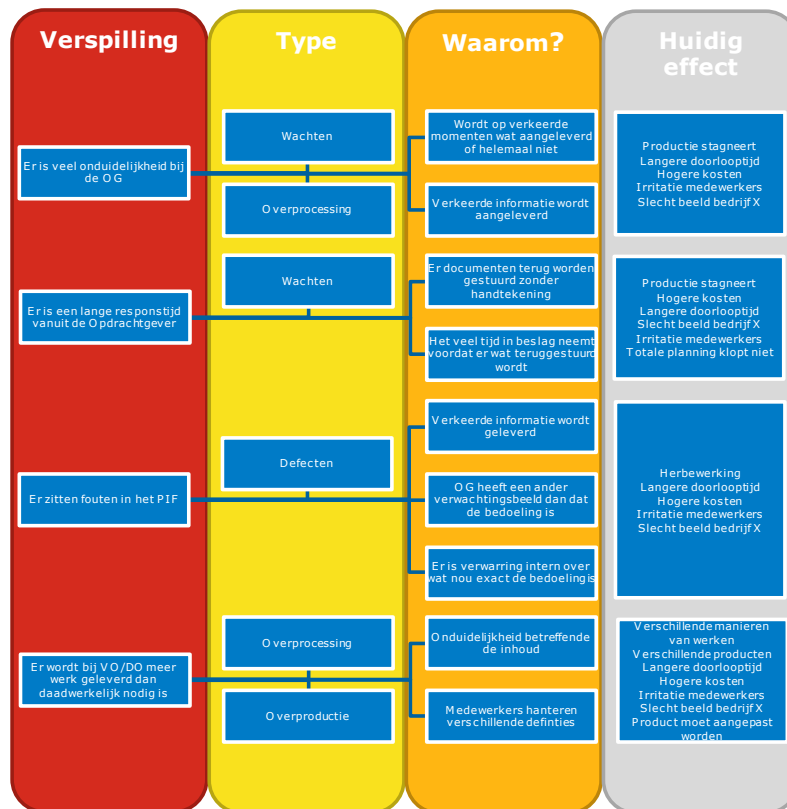 Verspilling
Type
Waarom?
Huidig
effect
Er is veel onduidelijkheid bij
de OG
Wachten
Overprocessing
Wordt op verkeerde
momenten wat aangeleverd
of helemaal niet
Verkeerde informatie wordt
aangeleverd
Productie stagneert
Langere doorlooptijd
Hogere kosten
Irritatie medewerkers
Slecht beeld bedrijf X
Er is een lange responstijd
vanuit de Opdrachtgever
Wachten
Er documenten terug worden
gestuurd zonder
handtekening
Het veel tijd in beslag neemt
voordat er wat teruggestuurd
wordt
Productie stagneert
Hogere kosten
Langere doorlooptijd
Slecht beeld bedrijf X
Irritatie medewerkers
Totale planning klopt niet
Er zitten fouten in het PIF
Defecten
Verkeerde informatie wordt
geleverd
OG heeft een ander
verwachtingsbeeld dan dat
de bedoeling is
Er is verwarring intern over
wat nou exact de bedoeling is
Herbewerking
Langere doorlooptijd
Hogere kosten
Irritatie medewerkers
Slecht beeld bedrijf X
Er wordt bij VO/DO meer
werk geleverd dan
daadwerkelijk nodig is
Overprocessing
Overproductie
Onduidelijkheid betreffende
de inhoud
Medewerkers hanteren
verschillende definties
Verschillende manieren
van werken
Verschillende producten
Langere doorlooptijd
Hogere kosten
Irritatie medewerkers
Slecht beeld bedrijf X
Product moet aangepast
worden